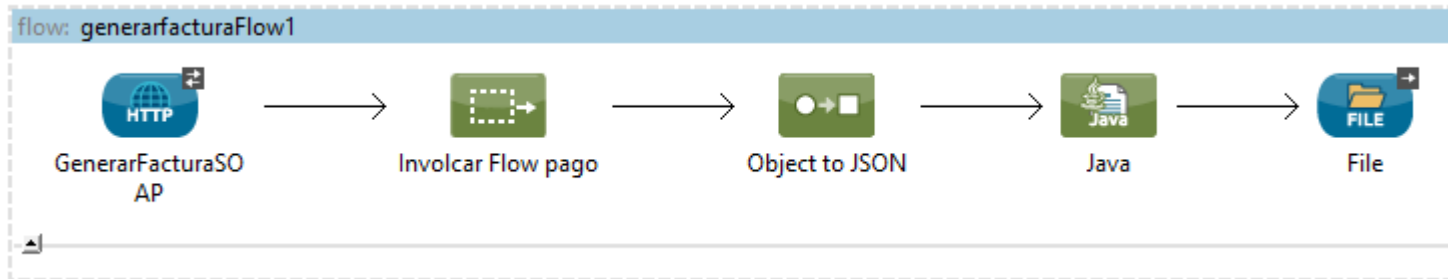 flow: generarfacturaFlow1
HTTP
Java
FILE
GenerarFacturaSO
AP
Involcar Flow pago
Object to JSON
Java
File